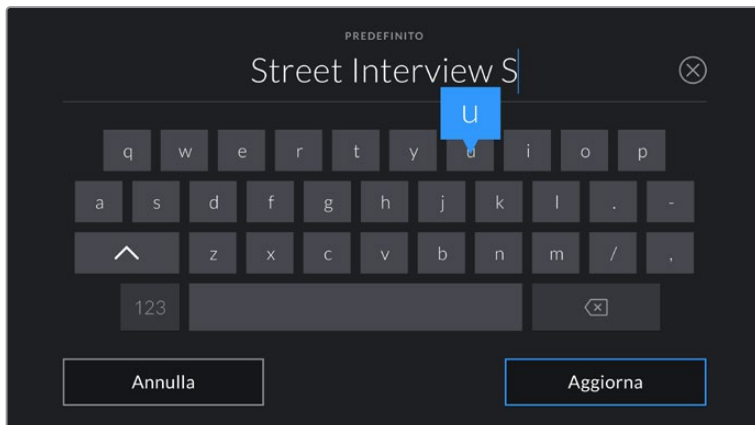 PREDEFINITO
Street Interview S
u
q w e r t y u i o p
a s d f g h j k l . -
z x c v b n m / ,
123
Annulla Aggiorna